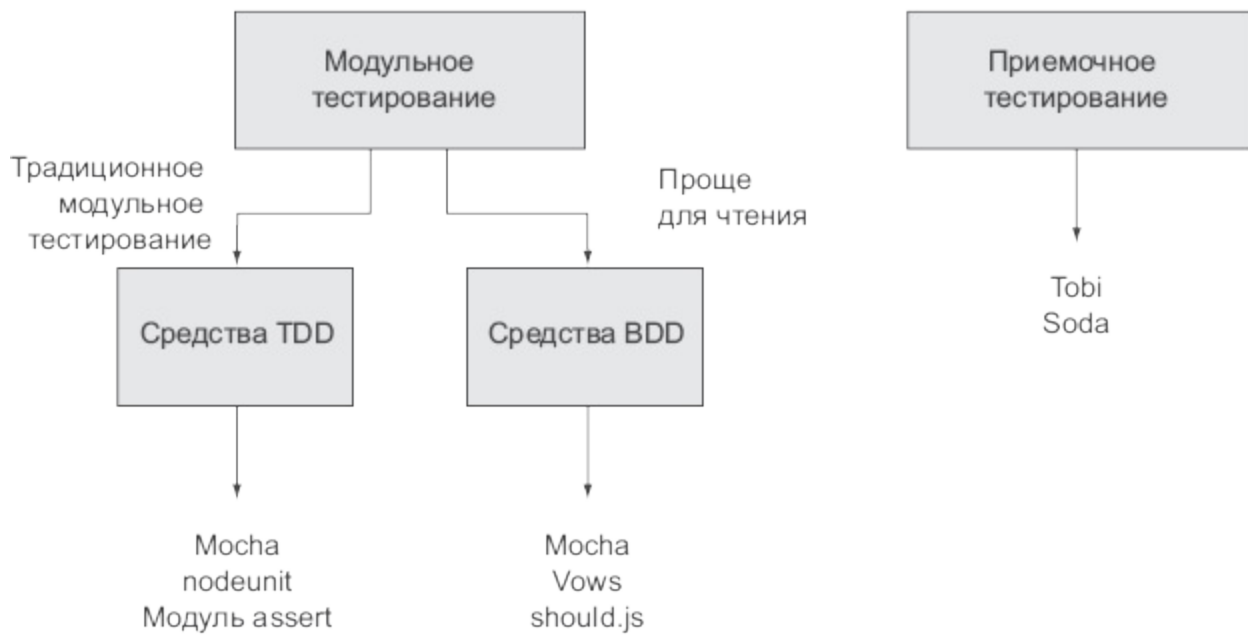 Модульное
тестирование
Приемочное
тестирование
Традиционное
модульное
тестирование
Проще
для чтения
Средства TDD
Средства BDD
Tobi
Soda
Mocha
nodeunit
Модуль assert
Mocha
Vows
should.js